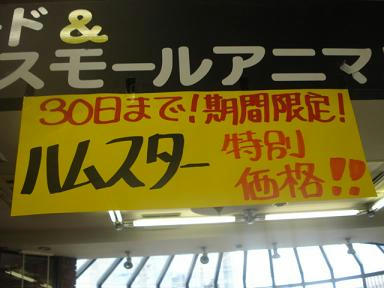 ド&
スモールアニマ
30日まで!期間限定!
ハムスター 特別
価格!!